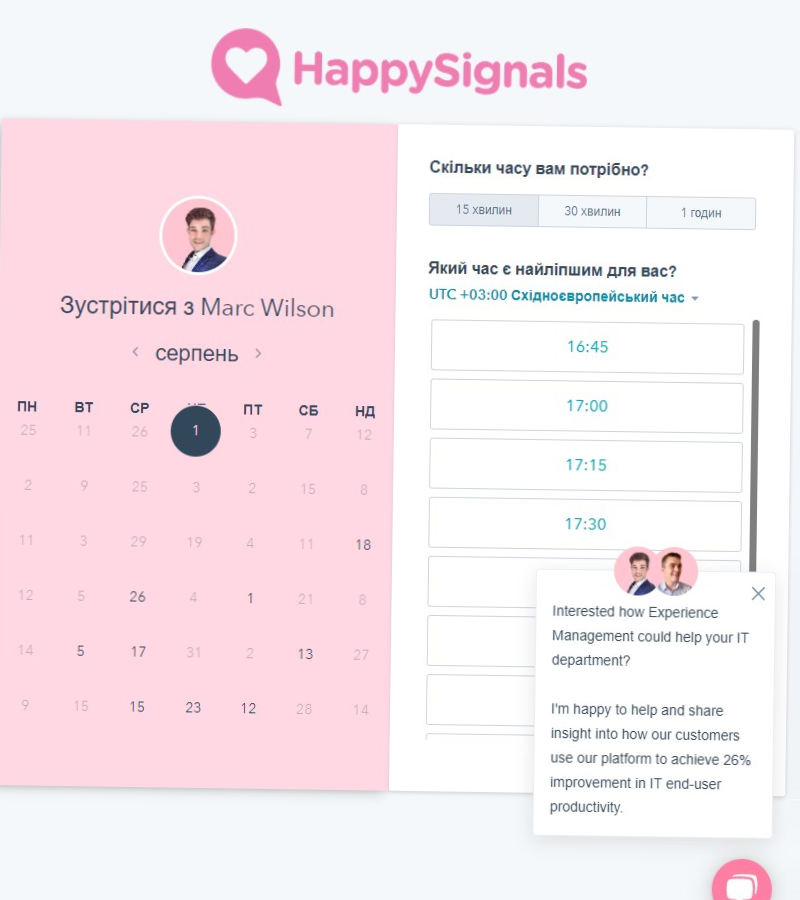 HappySignals
Зустрітися з Marc Wilson
серпень
ПН ВТ СР ПТ СБ НД
25 11 26 1 3 7 12
2 9 25 3 2 15 8
11 3 29 19 4 11 18
12 5 26 4 1 21 8
14 5 17 31 2 13 27
9 15 15 23 12 28 14
Скільки часу вам потрібно?
15 хвилин 30 хвилин 1 годин
Який час є найліпшим для вас?
UTC +03:00 Східноєвропейський час
16:45
17:00
17:15
17:30
Interested how Experience
Management could help your IT
department?
I'm happy to help and share
insight into how our customers
use our platform to achieve 26%
improvement in IT end-user
productivity.